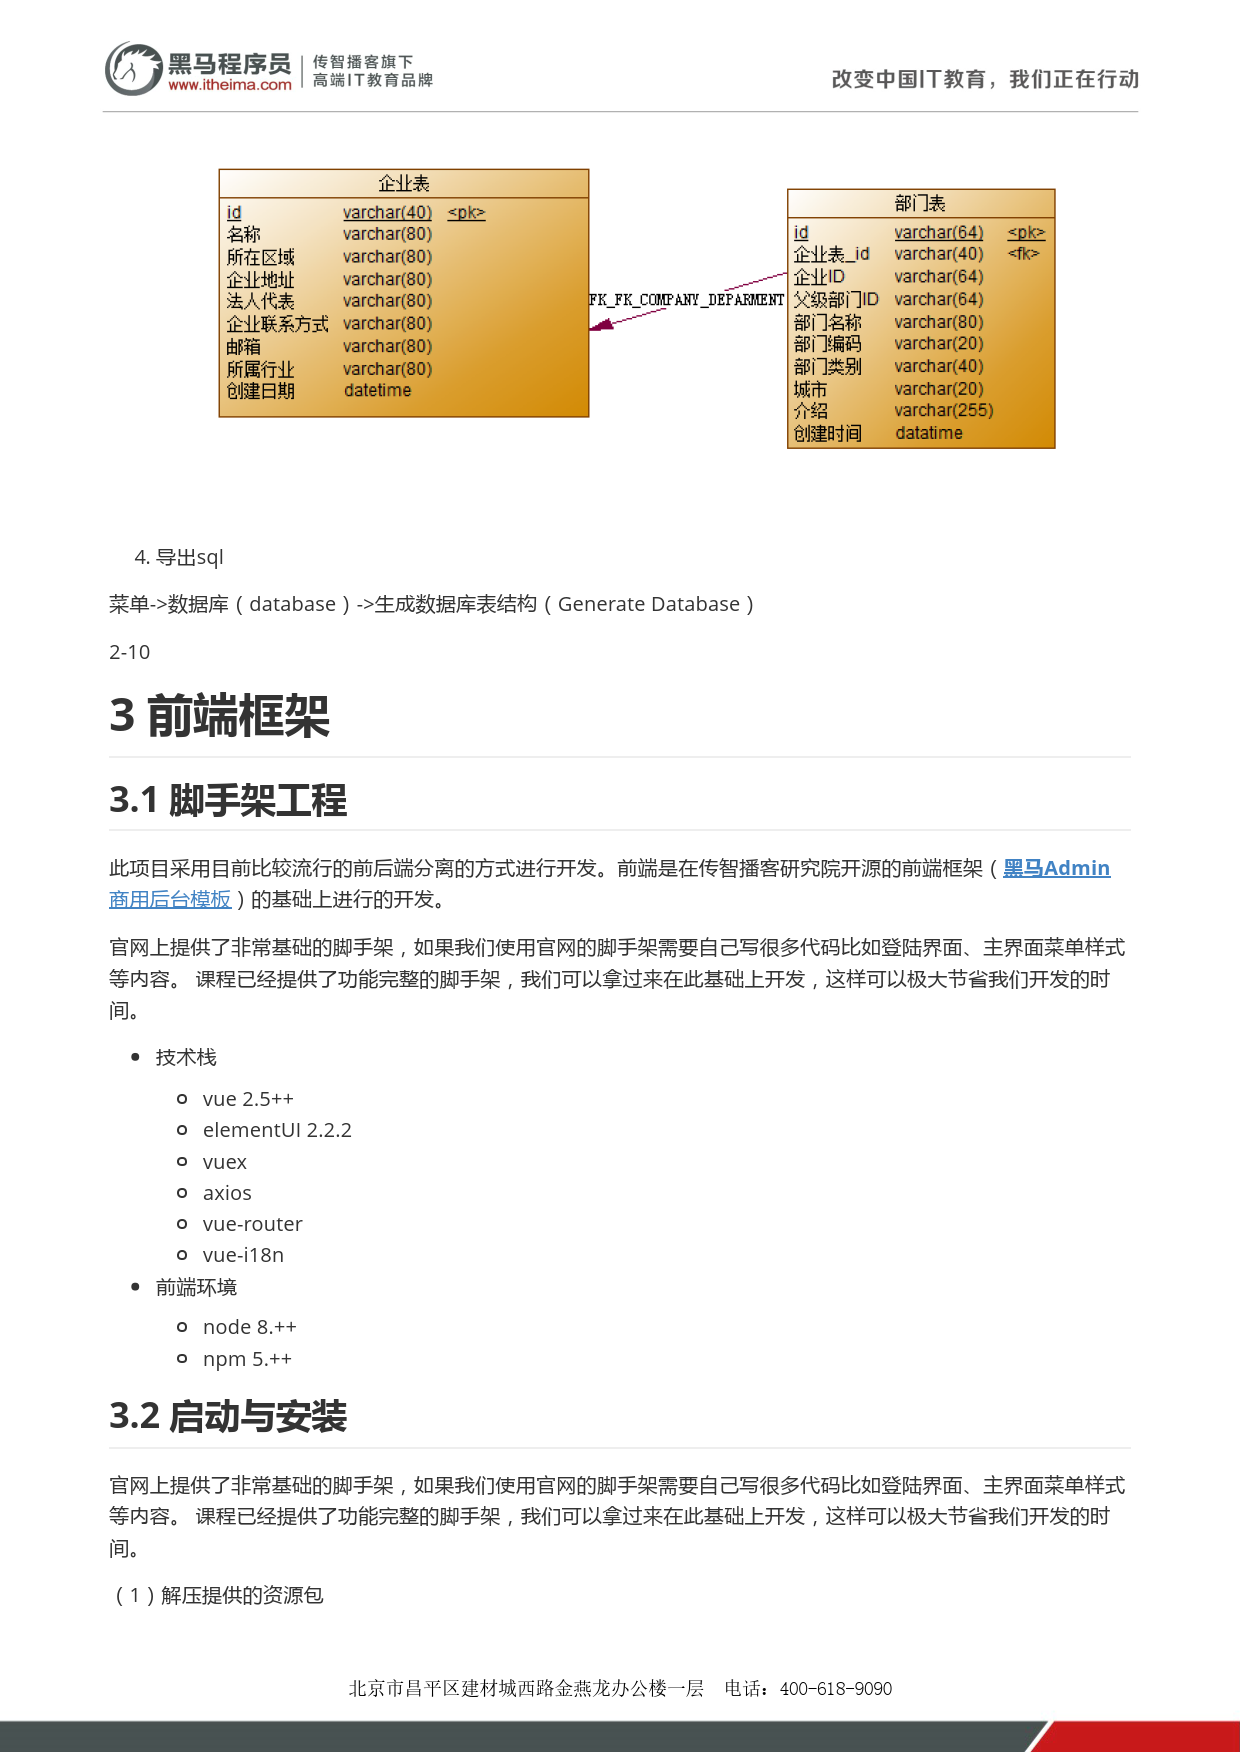 黑马程序员 传智播客旗下
www.itheima.com 高端IT教育品牌
改变中国IT教育，我们正在行动
企业表
id varchar(40) <pk>
名称 varchar(80)
所在区域 varchar(80)
企业地址 varchar(80)
法人代表 varchar(80)
企业联系方式 varchar(80)
邮箱 varchar(80)
所属行业 varchar(80)
创建日期 datetime
FK_FK_COMPANY_DEPARMENT
部门表
id varchar(64) <pk>
企业表_id varchar(40) <fk>
企业ID varchar(64)
父级部门ID varchar(64)
部门名称 varchar(80)
部门编码 varchar(20)
部门类别 varchar(40)
城市 varchar(20)
介绍 varchar(255)
创建时间 datatime
4. 导出sql
菜单->数据库（database）->生成数据库表结构（Generate Database）
2-10
3 前端框架
3.1 脚手架工程
此项目采用目前比较流行的前后端分离的方式进行开发。前端是在传智播客研究院开源的前端框架（黑马Admin
商用后台模板）的基础上进行的开发。
官网上提供了非常基础的脚手架，如果我们使用官网的脚手架需要自己写很多代码比如登陆界面、主界面菜单样式
等内容。 课程已经提供了功能完整的脚手架，我们可以拿过来在此基础上开发，这样可以极大节省我们开发的时
间。
• 技术栈
vue 2.5++
elementUI 2.2.2
vuex
axios
vue-router
vue-i18n
• 前端环境
node 8.++
npm 5.++
3.2 启动与安装
官网上提供了非常基础的脚手架，如果我们使用官网的脚手架需要自己写很多代码比如登陆界面、主界面菜单样式
等内容。 课程已经提供了功能完整的脚手架，我们可以拿过来在此基础上开发，这样可以极大节省我们开发的时
间。
（1）解压提供的资源包
北京市昌平区建材城西路金燕龙办公楼一层 电话：400-618-9090